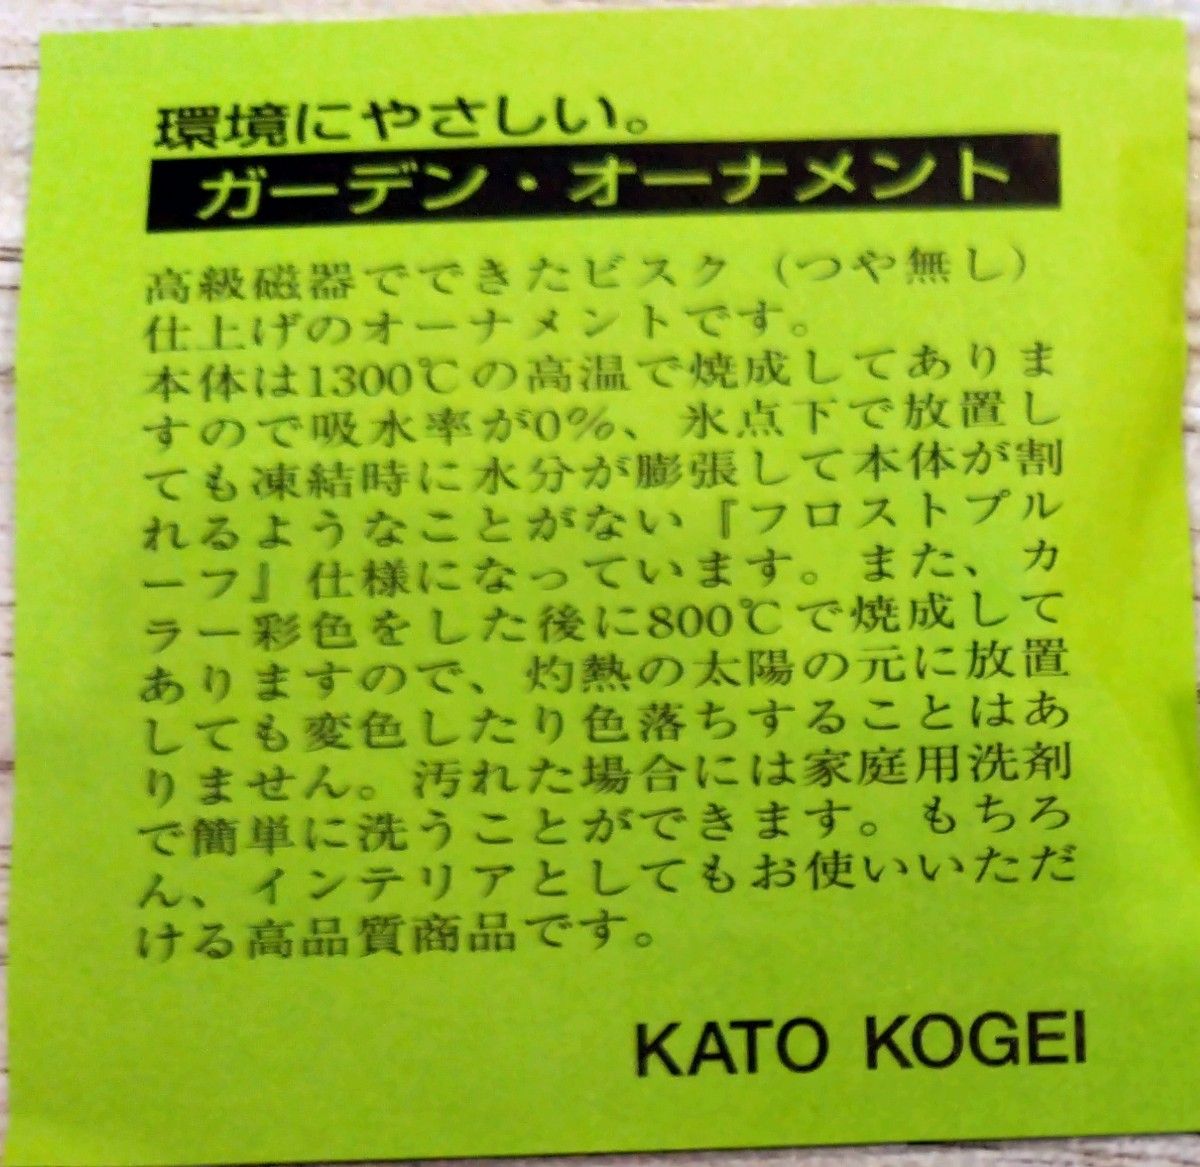 環境にやさしい。
ガーデン・オーナメント
高級磁器でできたビスク（つや無し）
仕上げのオーナメントです。
本体は1300℃の高温で焼成してありま
すので吸水率が0%、氷点下で放置し
ても凍結時に水分が膨張して本体が割
れるようなことがない『フロストプル
ーフ』仕様になっています。また、カ
ラー彩色をした後に800℃で焼成して
ありますので、灼熱の太陽の元に放置
しても変色したり色落ちすることはあ
りません。汚れた場合には家庭用洗剤
で簡単に洗うことができます。もちろ
ん、インテリアとしてもお使いいただ
ける高品質商品です。
KATO KOGEI